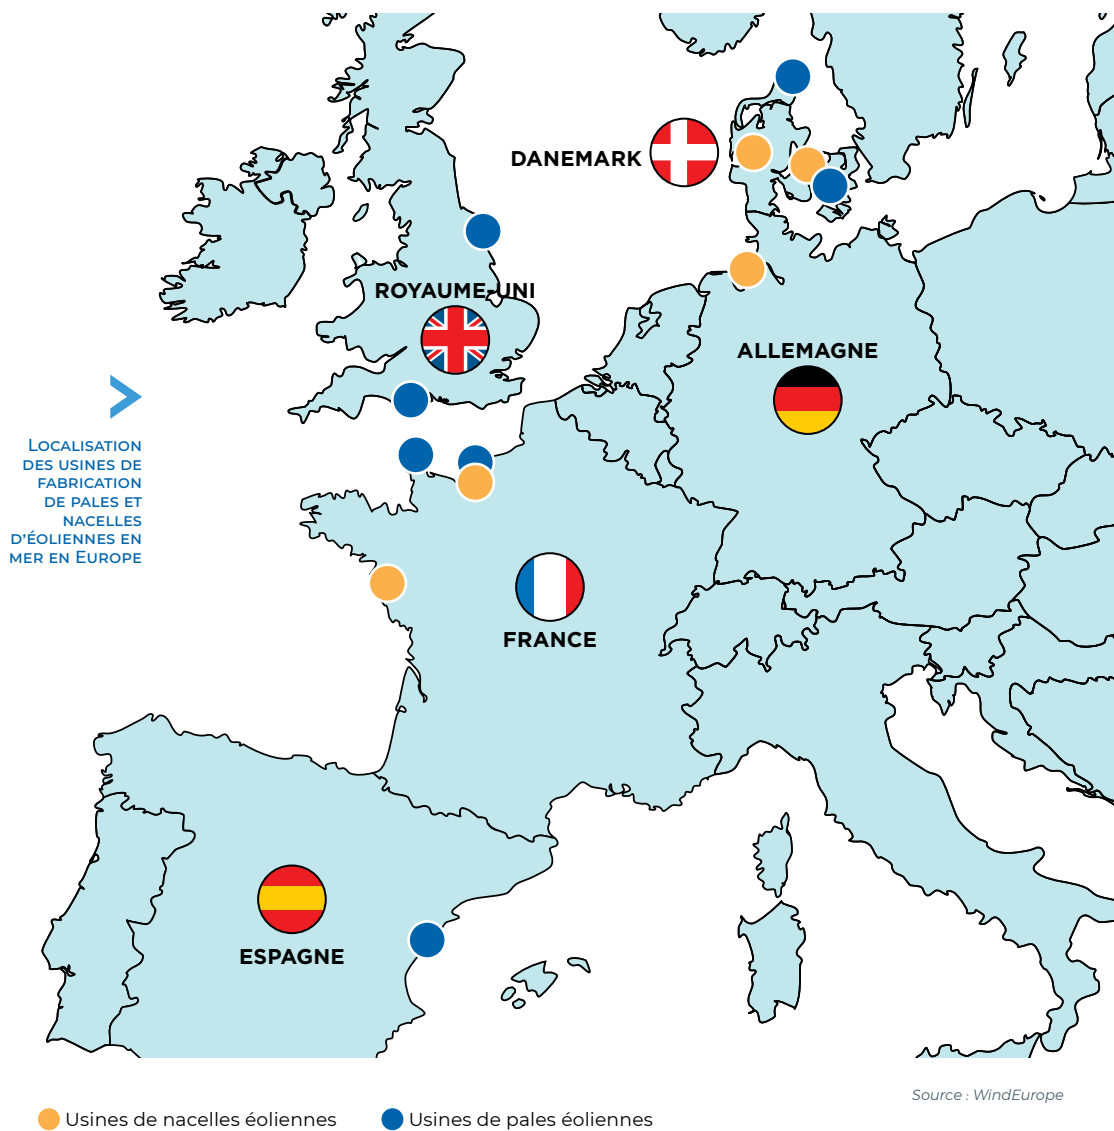 DANEMARK
ROYAUME-UNI
ALLEMAGNE
LOCALISATION
DES USINES DE
FABRICATION
DE PALES ET
NACELLES
D'ÉOLIENNES EN
MER EN EUROPE
FRANCE
ESPAGNE
Source : WindEurope
Usines de nacelles éoliennes
Usines de pales éoliennes